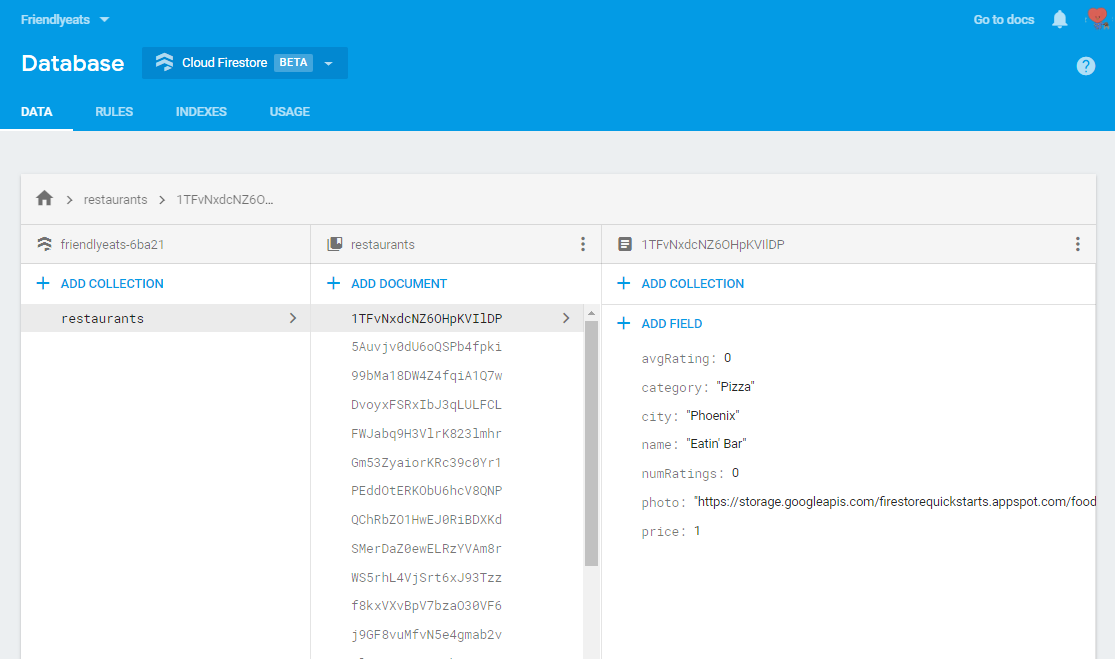 Friendlyeats
Go to docs
Database
Cloud Firestore BETA
DATA RULES INDEXES USAGE
restaurants 1TFvNxdcNZ6O...
friendlyeats-6ba21
restaurants
1TFvNxdcNZ6OHpKVIlDP
ADD COLLECTION
ADD DOCUMENT
ADD COLLECTION
restaurants
1TFvNxdcNZ6OHpKVIlDP
5Auvjv0dU6oQSPb4fpki
99bMa18DW4Z4fqiA1Q7w
DvoyxFSRxIbJ3qLULFCL
FWJabq9H3VlrK823lmhr
Gm53ZyaiorKRc39c0Yr1
PEddOtERKObU6hcV8QNP
QChRbZO1HwEJ0RiBDXKd
SMerDaZ0ewELRzYVAm8r
WS5rhL4VjSrt6xJ93Tzz
f8kxVXvBpV7bzaO30VF6
j9GF8vuMfvN5e4gmab2v
ADD FIELD
avgRating: 0
category: "Pizza"
city: "Phoenix"
name: "Eatin' Bar"
numRatings: 0
photo: "https://storage.googleapis.com/firestorequickstarts.appspot.com/food
price: 1